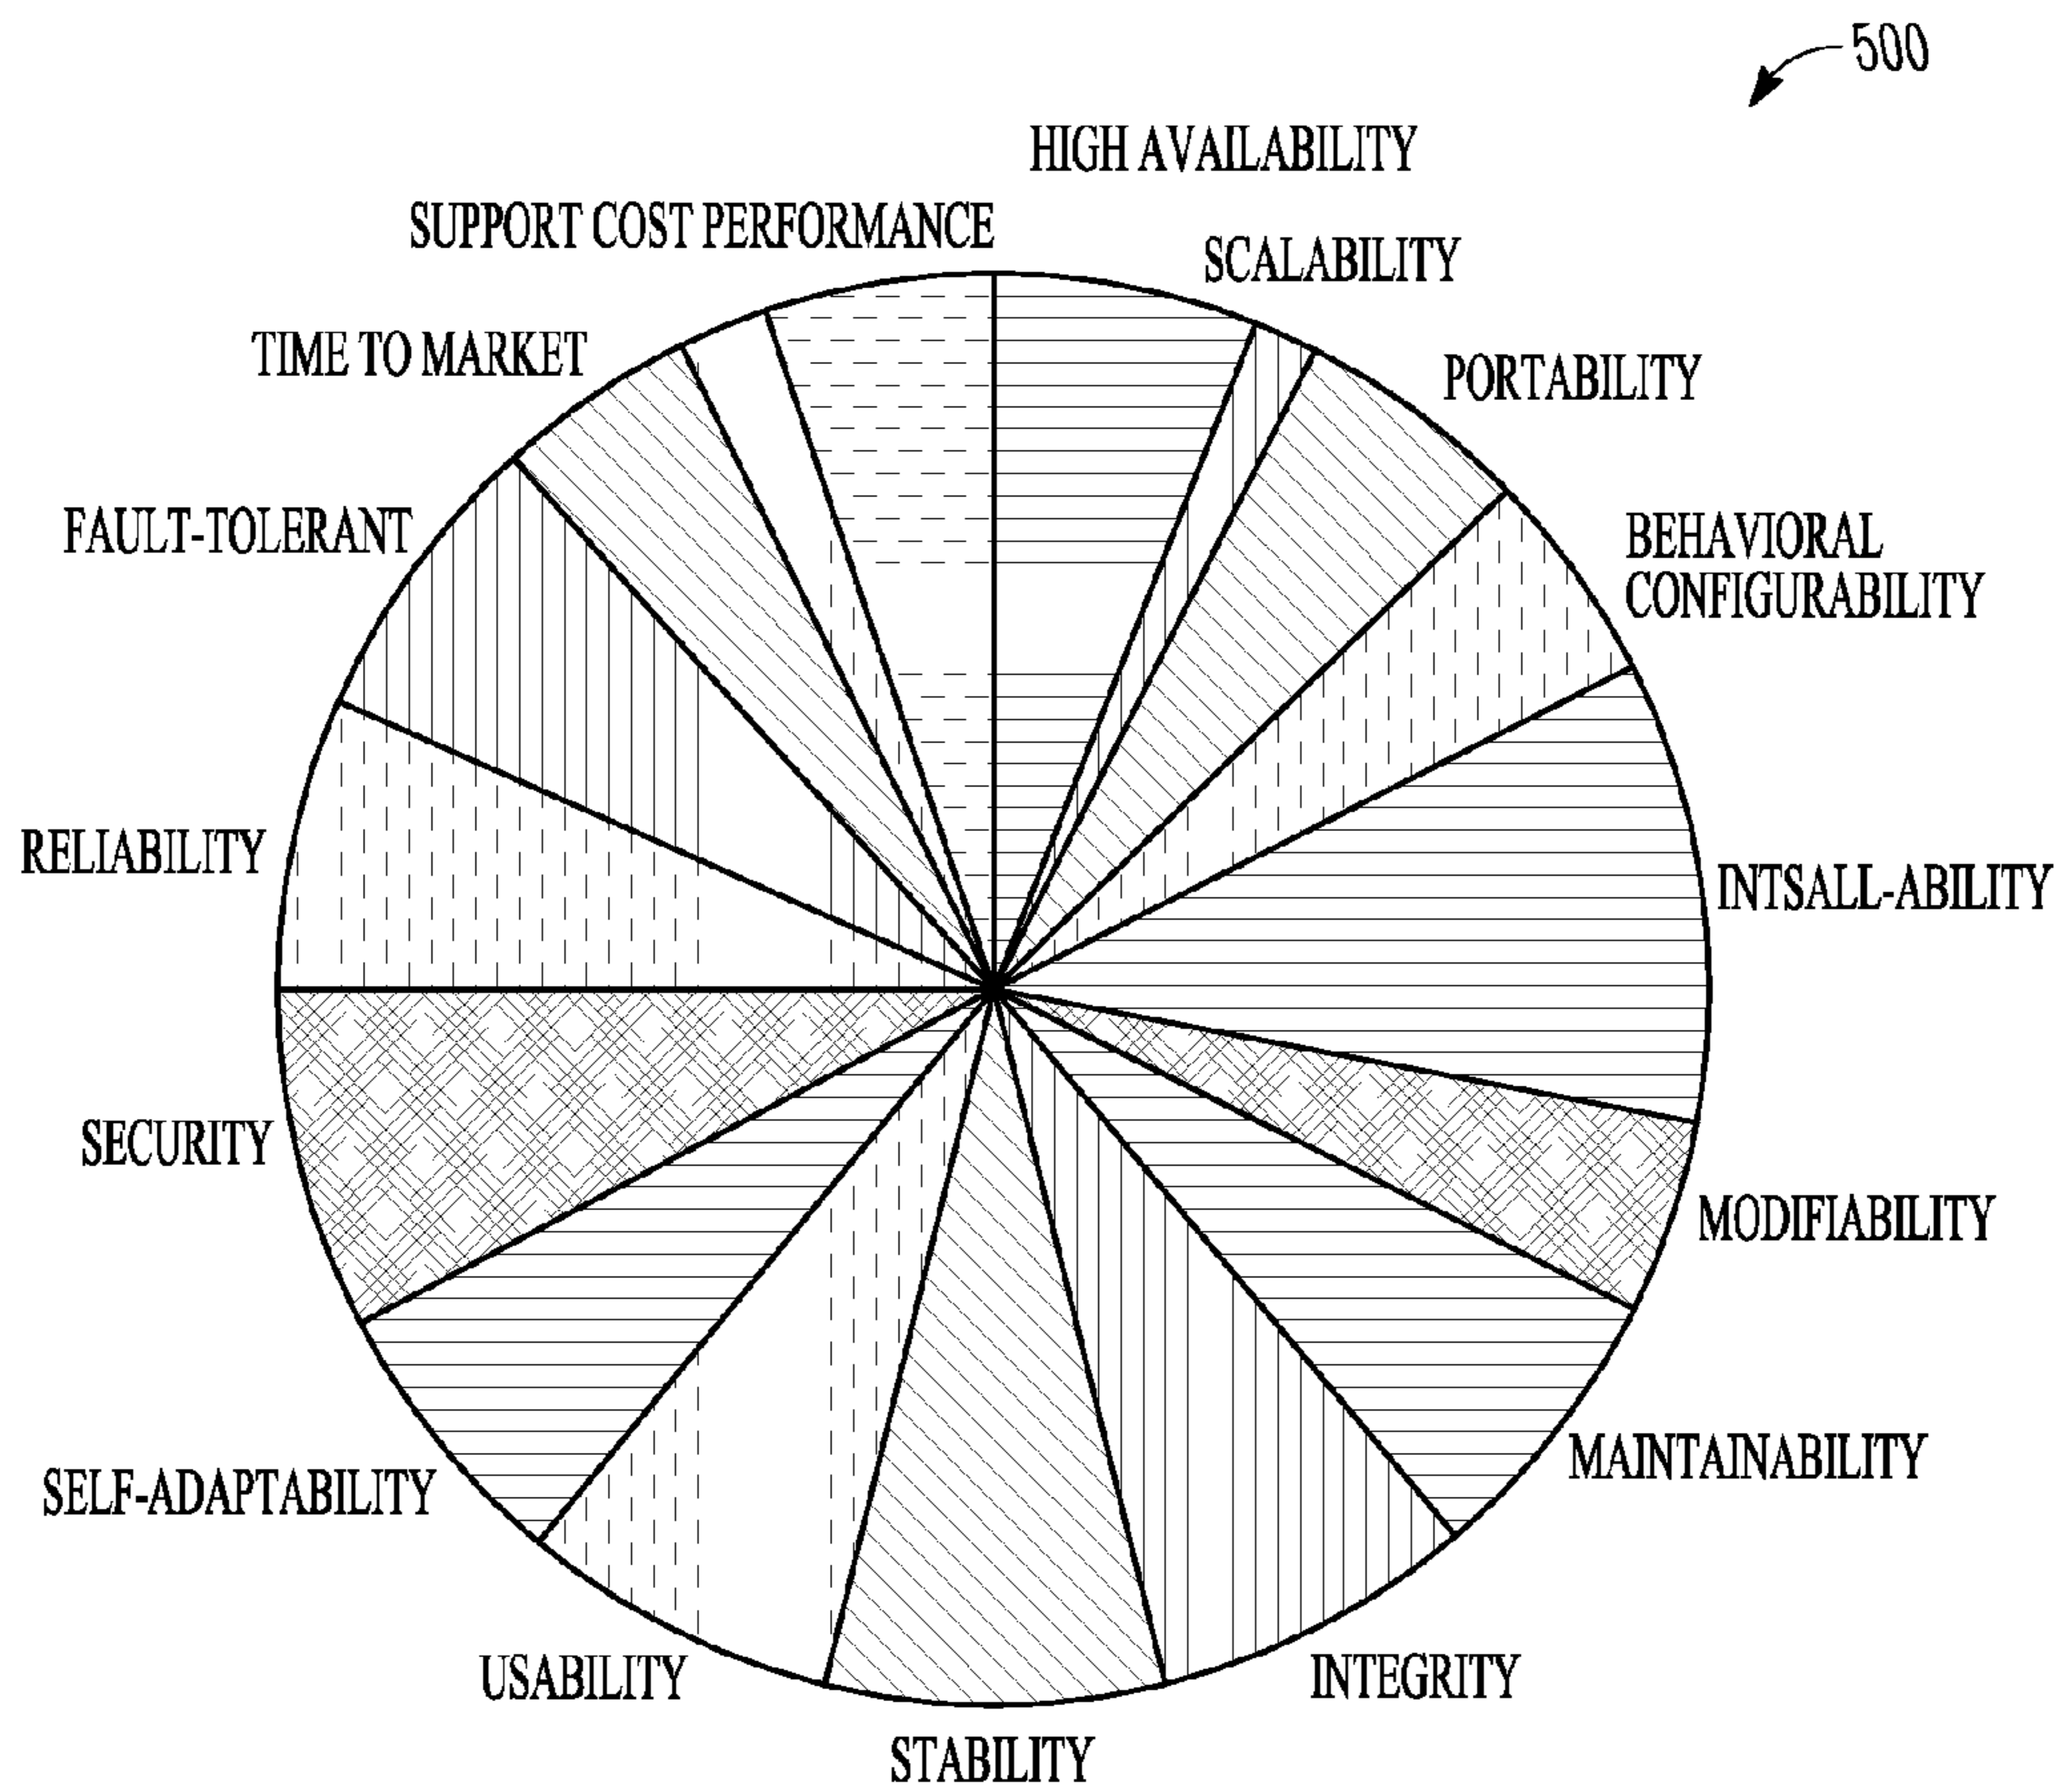 500
HIGH AVAILABILITY
SUPPORT COST PERFORMANCE
SCALABILITY
TIME TO MARKET
PORTABILITY
FAULT-TOLERANT
BEHAVIORAL
CONFIGURABILITY
RELIABILITY
INTSALL-ABILITY
SECURITY
MODIFIABILITY
MAINTAINABILITY
SELF-ADAPTABILITY
USABILITY
INTEGRITY
STABILITY